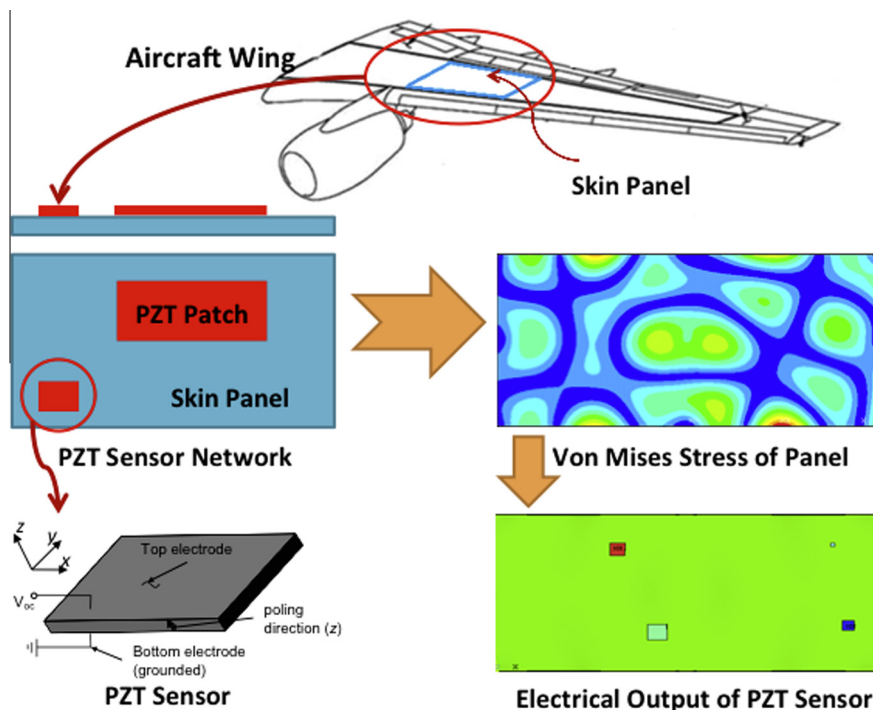 Aircraft Wing
Skin Panel
PZT Patch
Skin Panel
PZT Sensor Network
Von Mises Stress of Panel
z
y
x
Top electrode
Voc
poling
direction (z)
Bottom electrode
(grounded)
PZT Sensor
Electrical Output of PZT Sensor